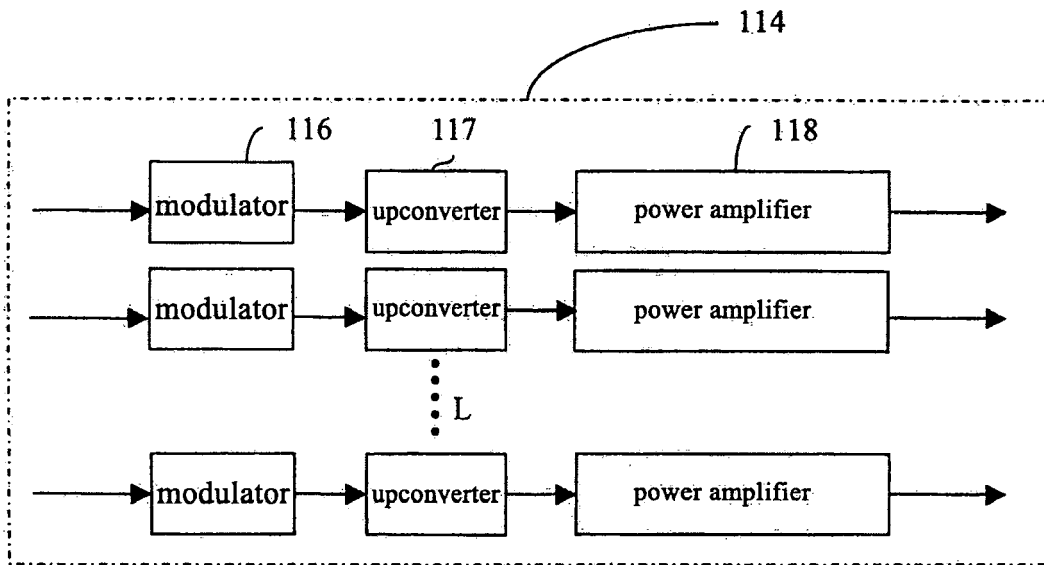 114
116
117
118
modulator
upconverter
power amplifier
modulator
upconverter
power amplifier
L
modulator
upconverter
power amplifier